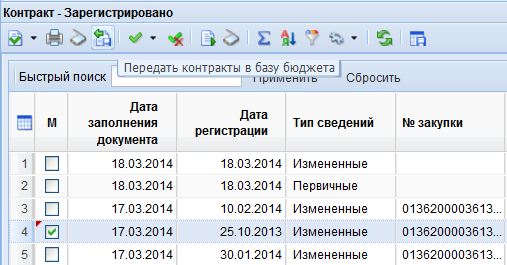 Контракт - Зарегистрировано
Передать контракты в базу бюджета
Быстрый поиск Применить Сбросить
М Дата заполнения документа Дата регистрации Тип сведений № закупки
1 18.03.2014 18.03.2014 Измененные
2 18.03.2014 18.03.2014 Первичные
3 17.03.2014 10.02.2014 Измененные 0136200003613...
4 17.03.2014 25.10.2013 Измененные 0136200003613...
5 17.03.2014 30.01.2014 Измененные 0136200003613...